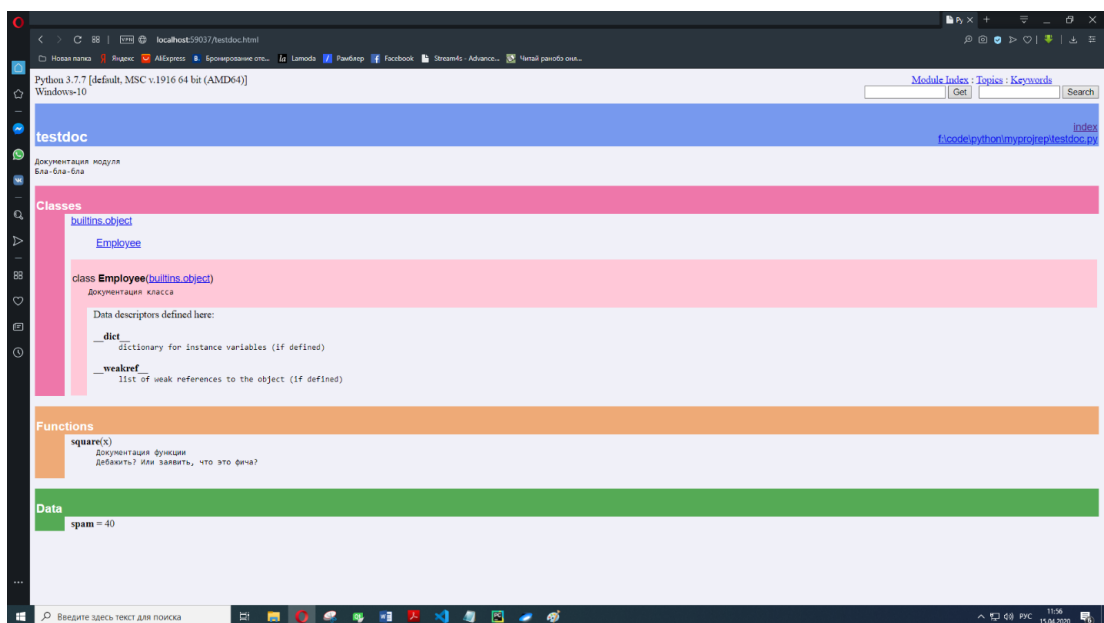 Py
localhost:59037/testdoc.html
Новая папка Яндекс AliExpress Бронирование оте... Lamoda Рамблер Facebook Stream4s - Advance... Читай ранобэ онл...
Python 3.7.7 [default, MSC v.1916 64 bit (AMD64)]
Windows-10
Module Index : Topics : Keywords
Get Search
testdoc
index
f:\code\python\myprojrep\testdoc.py
Документация модуля
Бла-бла-бла
Classes
builtins.object
Employee
class Employee(builtins.object)
Документация класса
Data descriptors defined here:
__dict__
dictionary for instance variables (if defined)
__weakref__
list of weak references to the object (if defined)
Functions
square(x)
Документация функции
Дебажить? Или заявить, что это фича?
Data
spam = 40
Введите здесь текст для поиска
РУС
11:56
15.04.2020